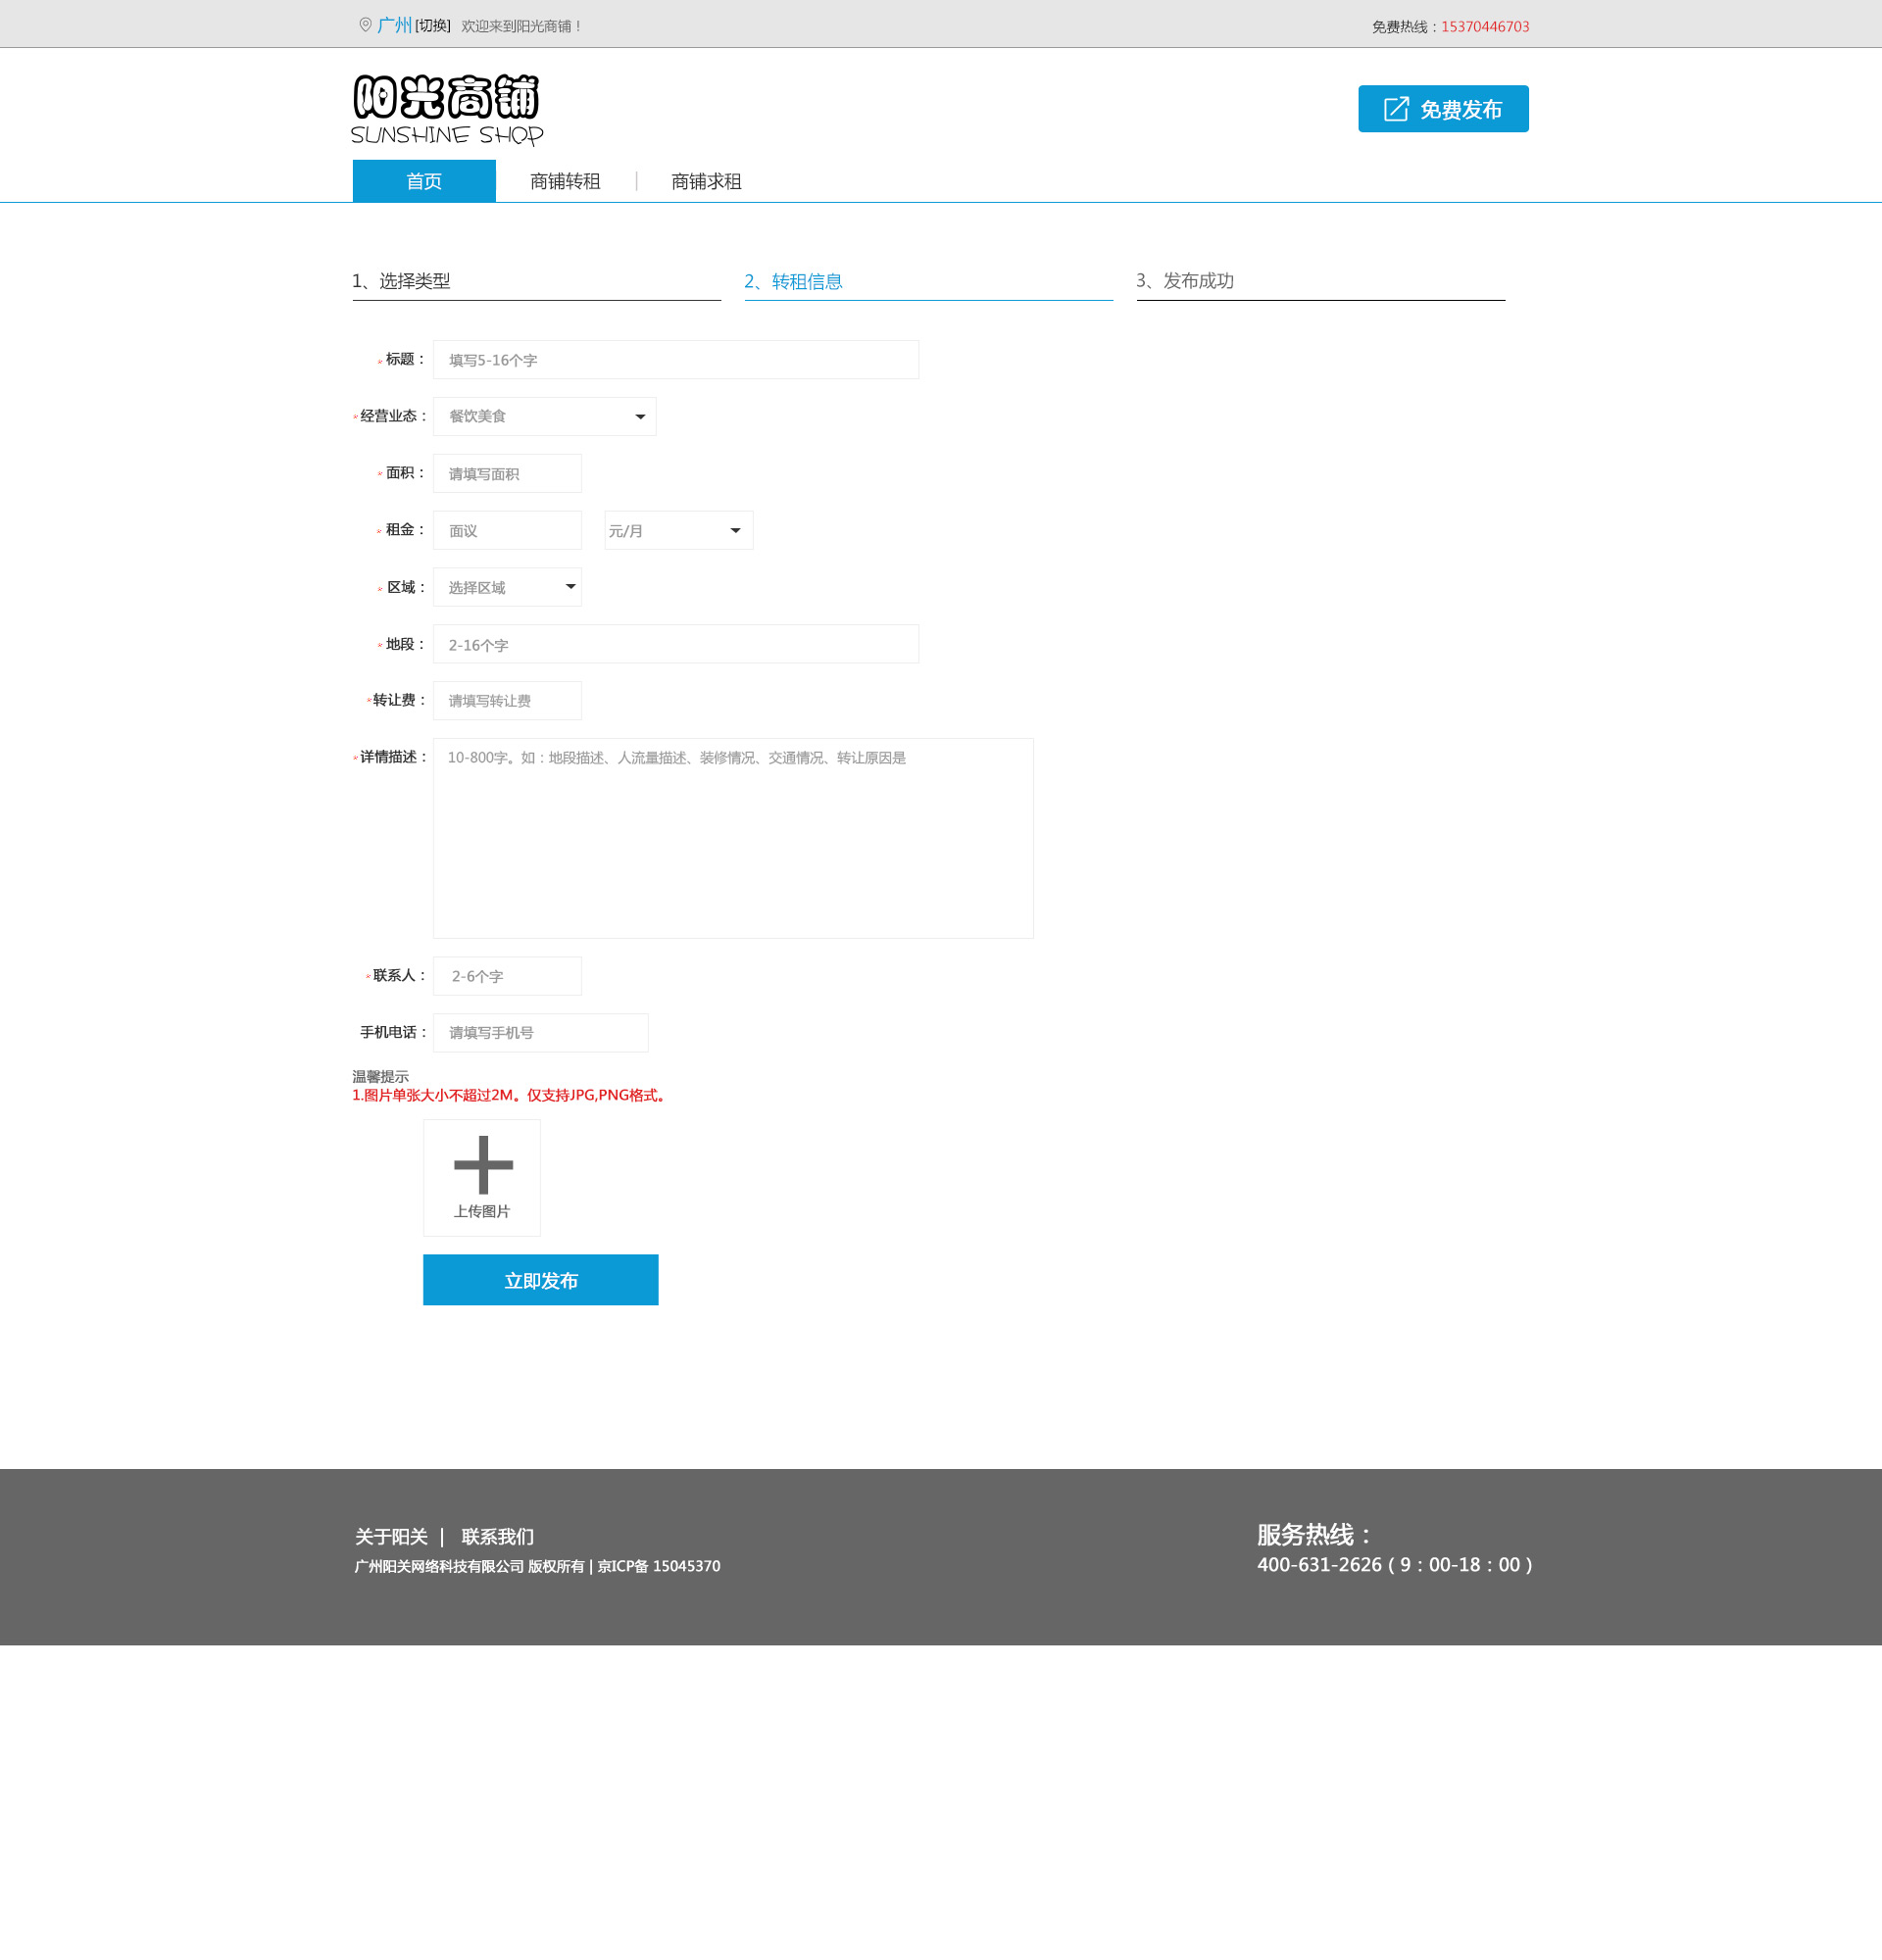 广州 [切换] 欢迎来到阳光商铺！ 免费热线：15370446703
阳光商铺
SUNSHINE SHOP
免费发布
首页 商铺转租 | 商铺求租
1、选择类型 2、转租信息 3、发布成功
* 标题： 填写5-16个字
*经营业态： 餐饮美食
* 面积： 请填写面积
* 租金： 面议 元/月
* 区域： 选择区域
* 地段： 2-16个字
*转让费： 请填写转让费
*详情描述： 10-800字。如：地段描述、人流量描述、装修情况、交通情况、转让原因是
*联系人： 2-6个字
手机电话： 请填写手机号
温馨提示
1.图片单张大小不超过2M。仅支持JPG,PNG格式。
上传图片
立即发布
关于阳关 | 联系我们
广州阳关网络科技有限公司 版权所有 | 京ICP备 15045370
服务热线：
400-631-2626（9：00-18：00）